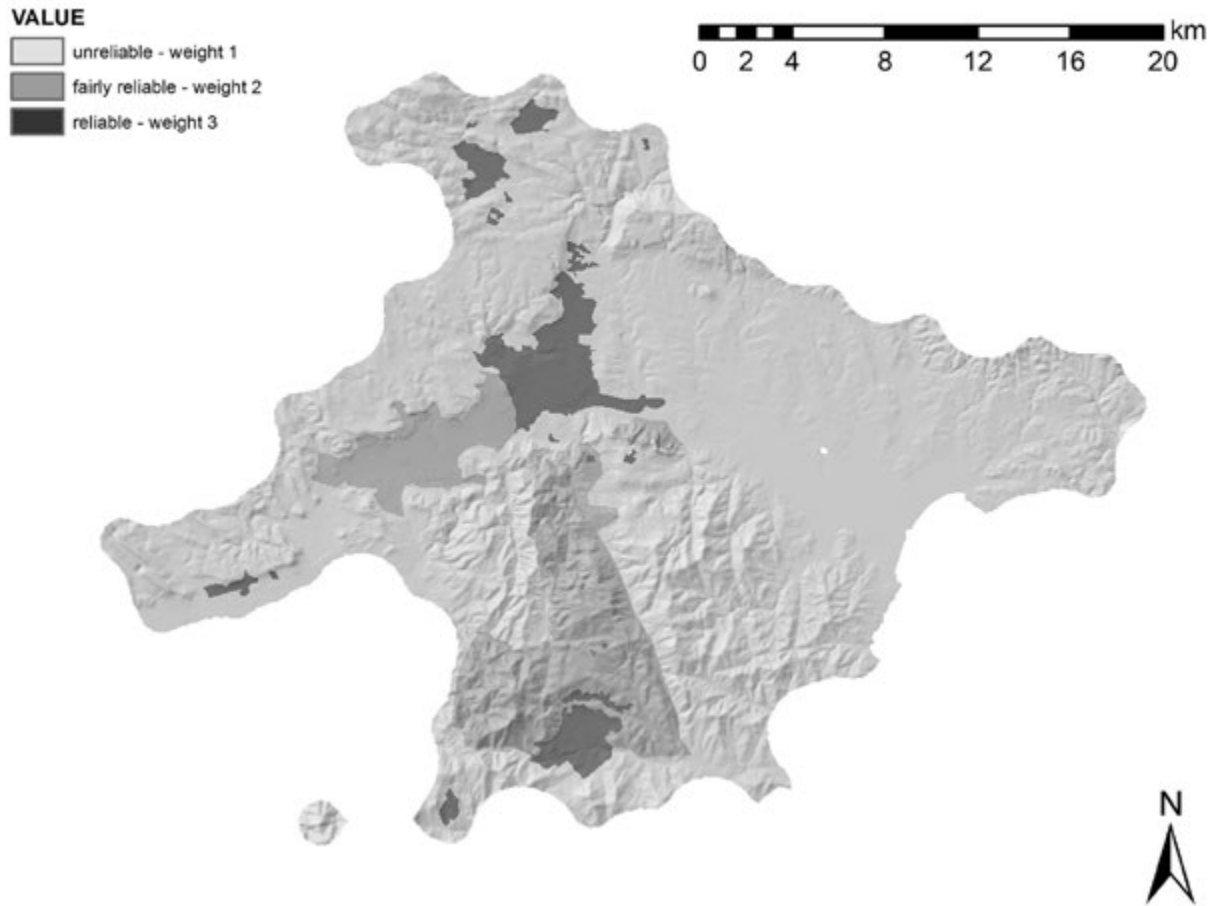 VALUE
unreliable - weight 1
fairly reliable - weight 2
reliable - weight 3
km
0 2 4 8 12 16 20
N